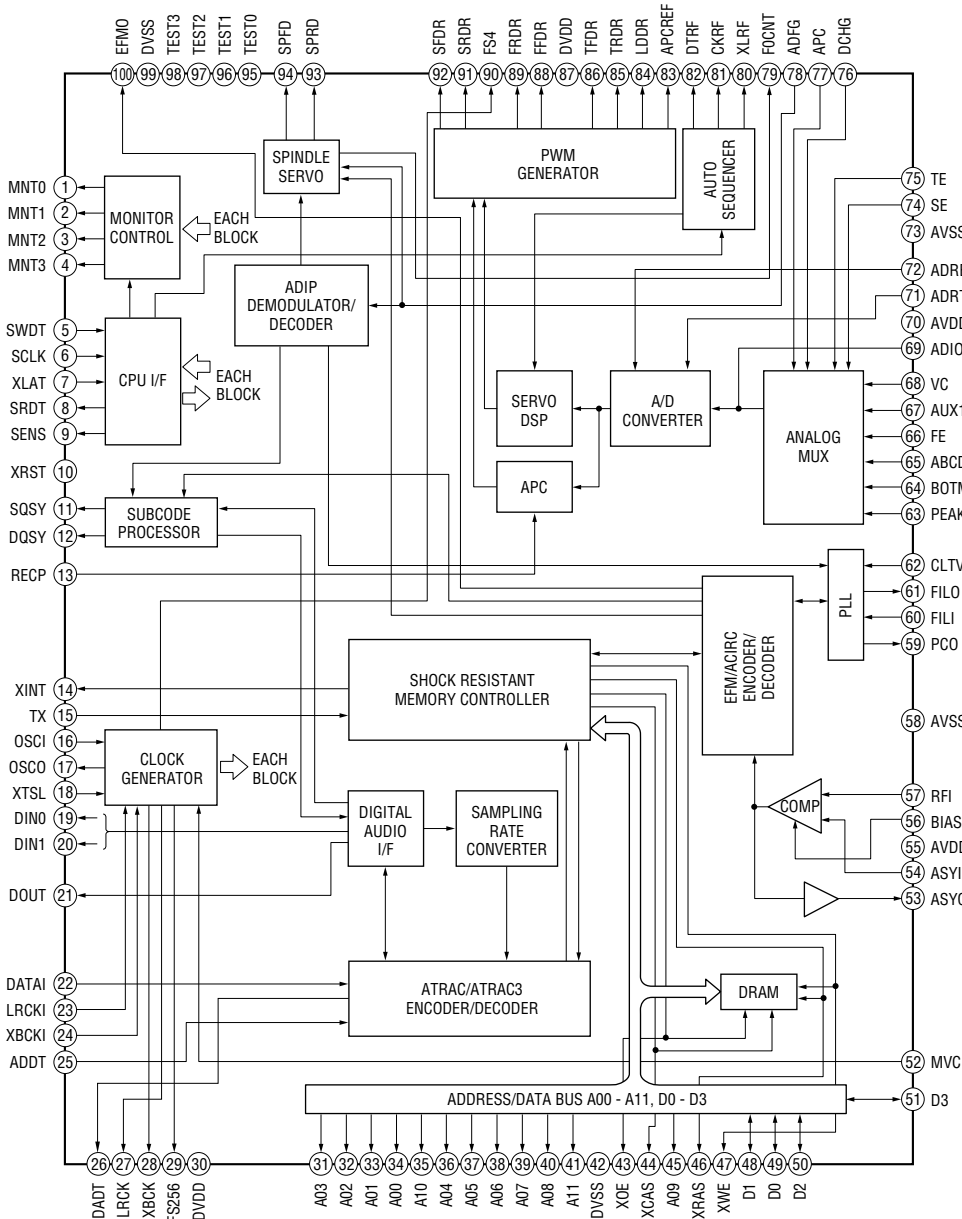 EFMO
DVSS
TEST3
TEST2
TEST1
TEST0
SPFD
SPRD
SFDR
SRDR
FS4
FRDR
FFDR
DVDD
TFDR
TRDR
LDDR
APCREF
DTRF
CKRF
XLRF
F0CNT
ADFG
APC
DCHG
100 99 98 97 96 95 94 93 92 91 90 89 88 87 86 85 84 83 82 81 80 79 78 77 76
SPINDLE
SERVO
PWM
GENERATOR
AUTO
SEQUENCER
MNT0 1
MNT1 2
MNT2 3
MNT3 4
MONITOR
CONTROL
EACH
BLOCK
75 TE
74 SE
73 AVSS
72
71
70 AVDD
69 ADIO
ADIP
DEMODULATOR/
DECODER
SWDT 5
SCLK 6
XLAT 7
SRDT 8
SENS 9
CPU I/F
EACH
BLOCK
SERVO
DSP
A/D
CONVERTER
ANALOG
MUX
68 VC
67 AUX1
66 FE
65 ABCD
64 BOTM
63 PEAK
APC
XRST 10
SQSY 11
DQSY 12
RECP 13
SUBCODE
PROCESSOR
PLL
62 CLTV
61 FILO
60 FILI
59 PCO
EFM/ACIRC
ENCODER/
DECODER
SHOCK RESISTANT
MEMORY CONTROLLER
XINT 14
TX 15
OSCI 16
OSCO 17
XTSL 18
DIN0 19
DIN1 20
DOUT 21
CLOCK
GENERATOR
EACH
BLOCK
58 AVSS
57 RFI
56 BIAS
55 AVDD
54 ASYI
53 ASYO
COMP
DIGITAL
AUDIO
I/F
SAMPLING
RATE
CONVERTER
DATAI 22
LRCKI 23
XBCKI 24
ADDT 25
ATRAC/ATRAC3
ENCODER/DECODER
DRAM
52 MVCI
51 D3
ADDRESS/DATA BUS A00 - A11, D0 - D3
26 27 28 29 30 31 32 33 34 35 36 37 38 39 40 41 42 43 44 45 46 47 48 49 50
DADT
LRCK
XBCK
FS256
DVDD
A03
A02
A01
A00
A10
A04
A05
A06
A07
A08
A11
DVSS
XOE
XCAS
A09
XRAS
XWE
D1
D0
D2